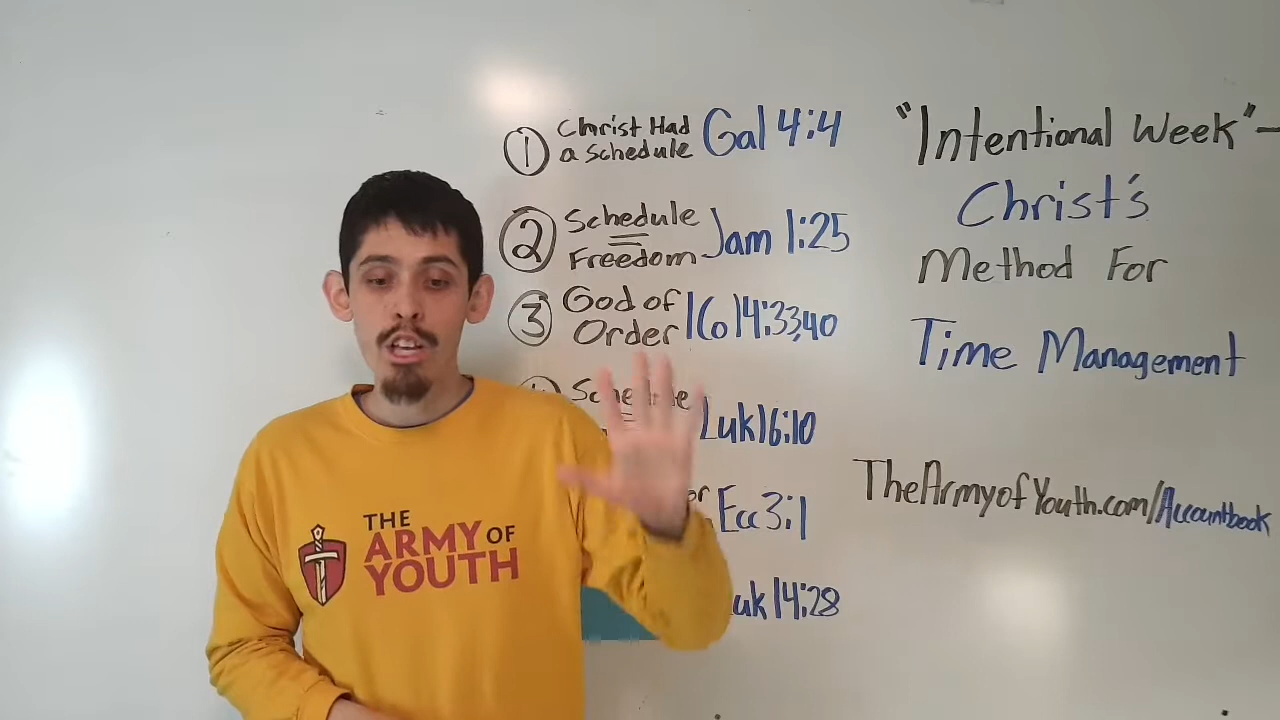 ① Christ Had
a Schedule Gal 4:4
② Schedule
=
Freedom Jam 1:25
③ God of
Order 1Co 14:33,40
Luk 16:10
Ecc 3:1
Luk 14:28
"Intentional Week"-
Christ's
Method For
Time Management
TheArmyofYouth.com/Accountbook
THE
ARMY OF
YOUTH